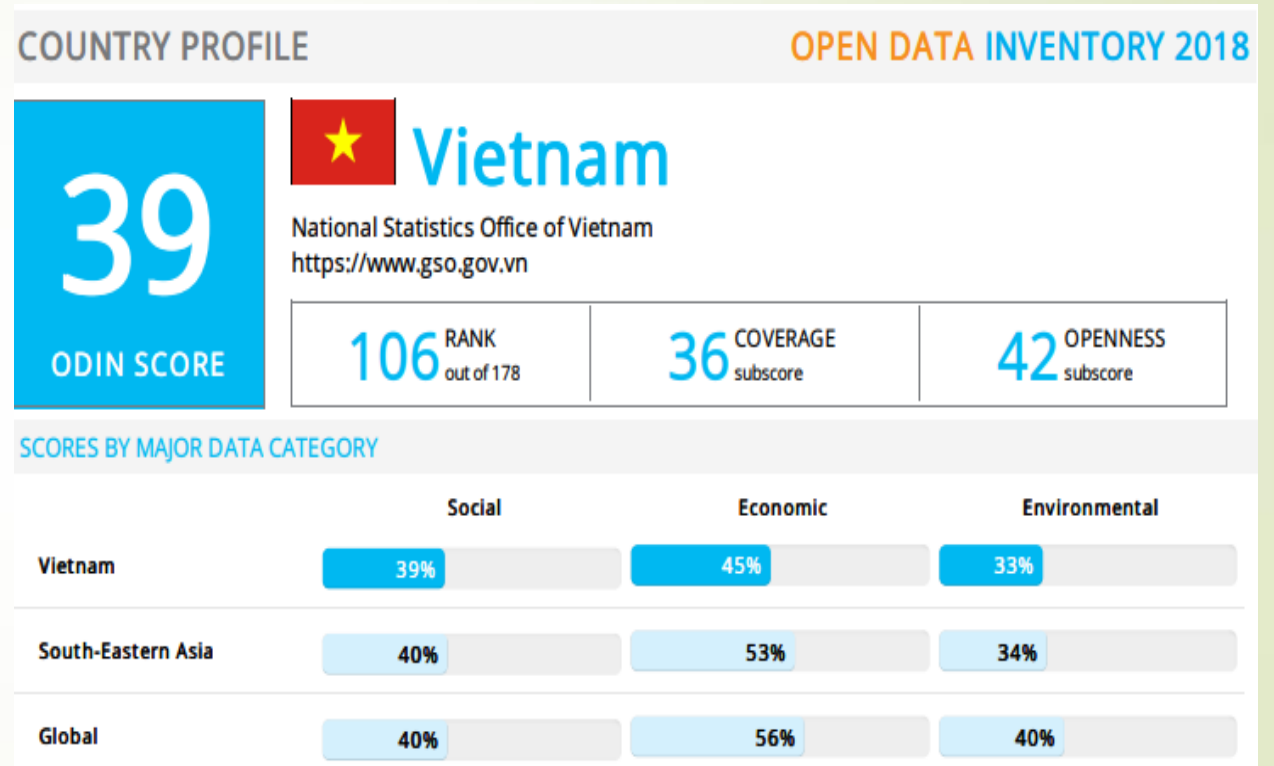 COUNTRY PROFILE
OPEN DATA INVENTORY 2018
39
ODIN SCORE
Vietnam
National Statistics Office of Vietnam
https://www.gso.gov.vn
106 RANK out of 178
36 COVERAGE subscore
42 OPENNESS subscore
SCORES BY MAJOR DATA CATEGORY
Social Economic Environmental
Vietnam 39% 45% 33%
South-Eastern Asia 40% 53% 34%
Global 40% 56% 40%